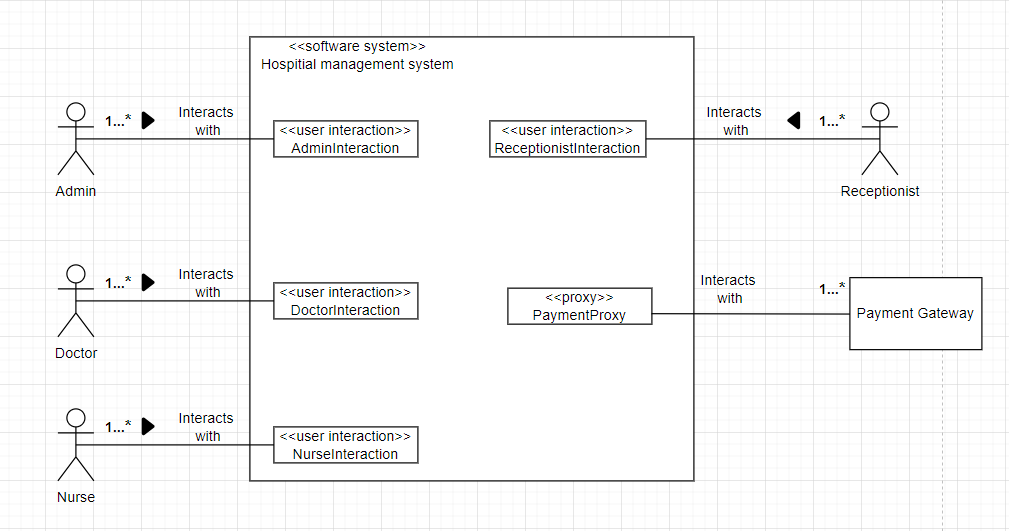 <<software system>>
Hospitial management system
1...*
Interacts
with
<<user interaction>>
AdminInteraction
Admin
<<user interaction>>
ReceptionistInteraction
Interacts
with
1...*
Receptionist
1...*
Interacts
with
<<user interaction>>
DoctorInteraction
Doctor
<<proxy>>
PaymentProxy
Interacts
with
1...*
Payment Gateway
1...*
Interacts
with
<<user interaction>>
NurseInteraction
Nurse